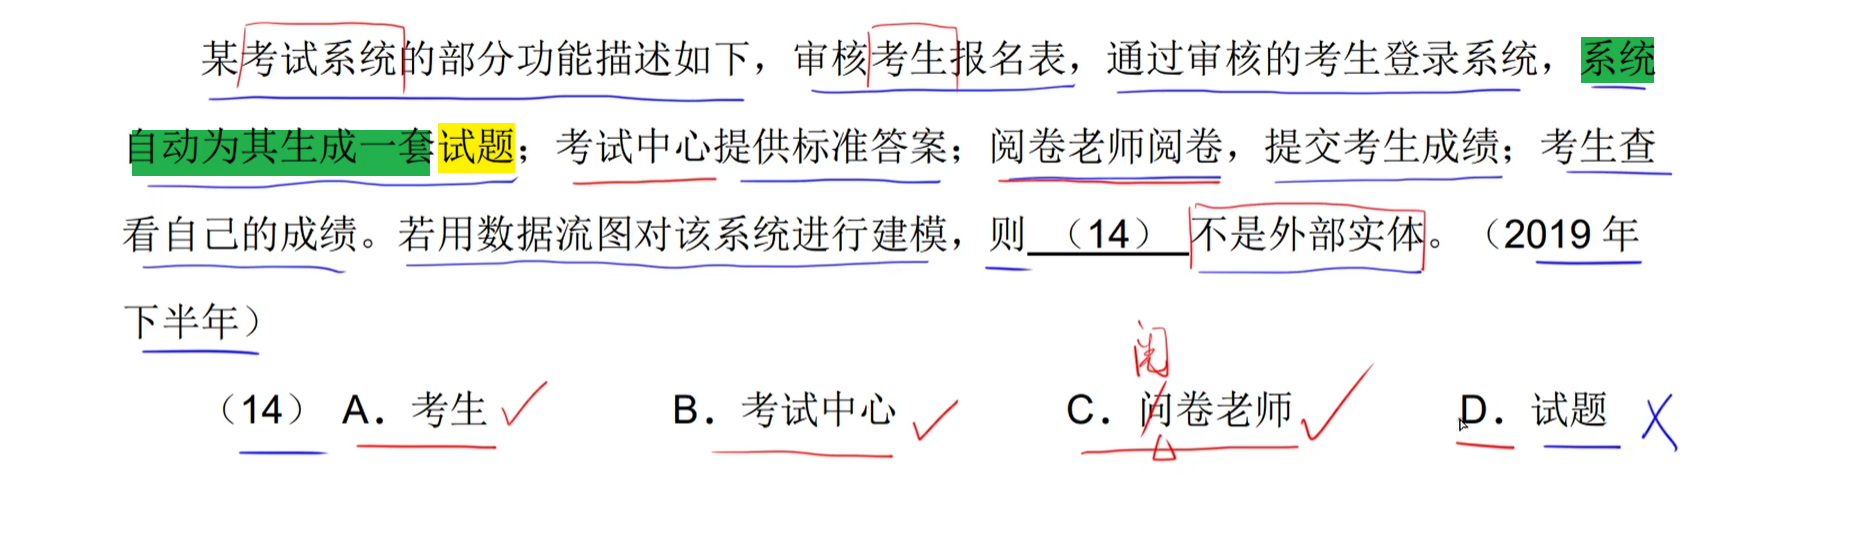 某考试系统的部分功能描述如下，审核考生报名表，通过审核的考生登录系统，系统
自动为其生成一套试题；考试中心提供标准答案；阅卷老师阅卷，提交考生成绩；考生查
看自己的成绩。若用数据流图对该系统进行建模，则（14）不是外部实体。（2019年
下半年）
阅
（14） A. 考生 B. 考试中心 C. 问卷老师 D. 试题